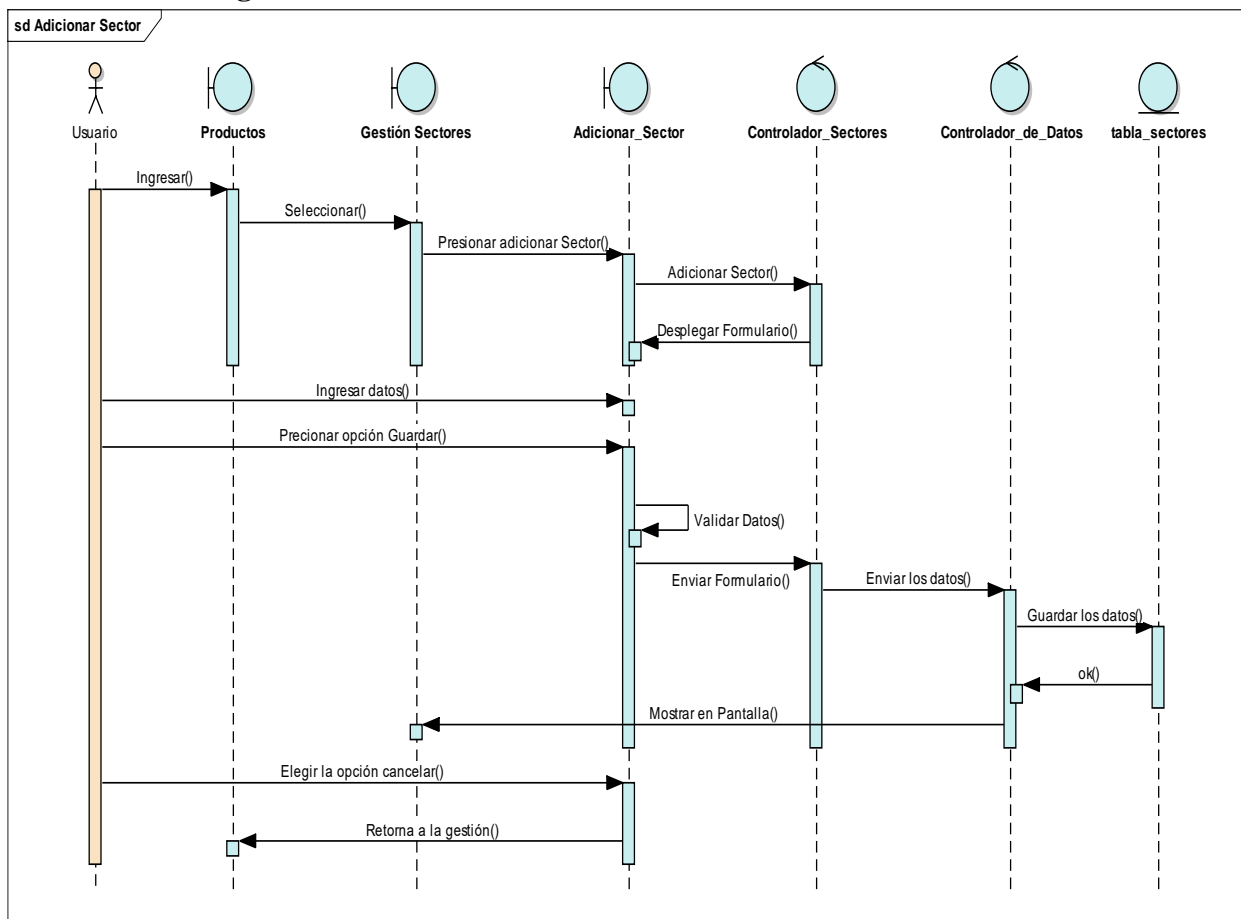 sd Adicionar Sector
Usuario
Productos
Gestión Sectores
Adicionar_Sector
Controlador_Sectores
Controlador_de_Datos
tabla_sectores
Ingresar()
Seleccionar()
Presionar adicionar Sector()
Adicionar Sector()
Desplegar Formulario()
Ingresar datos()
Precionar opción Guardar()
Validar Datos()
Enviar Formulario()
Enviar los datos()
Guardar los datos()
ok()
Mostrar en Pantalla()
Elegir la opción cancelar()
Retorna a la gestión()